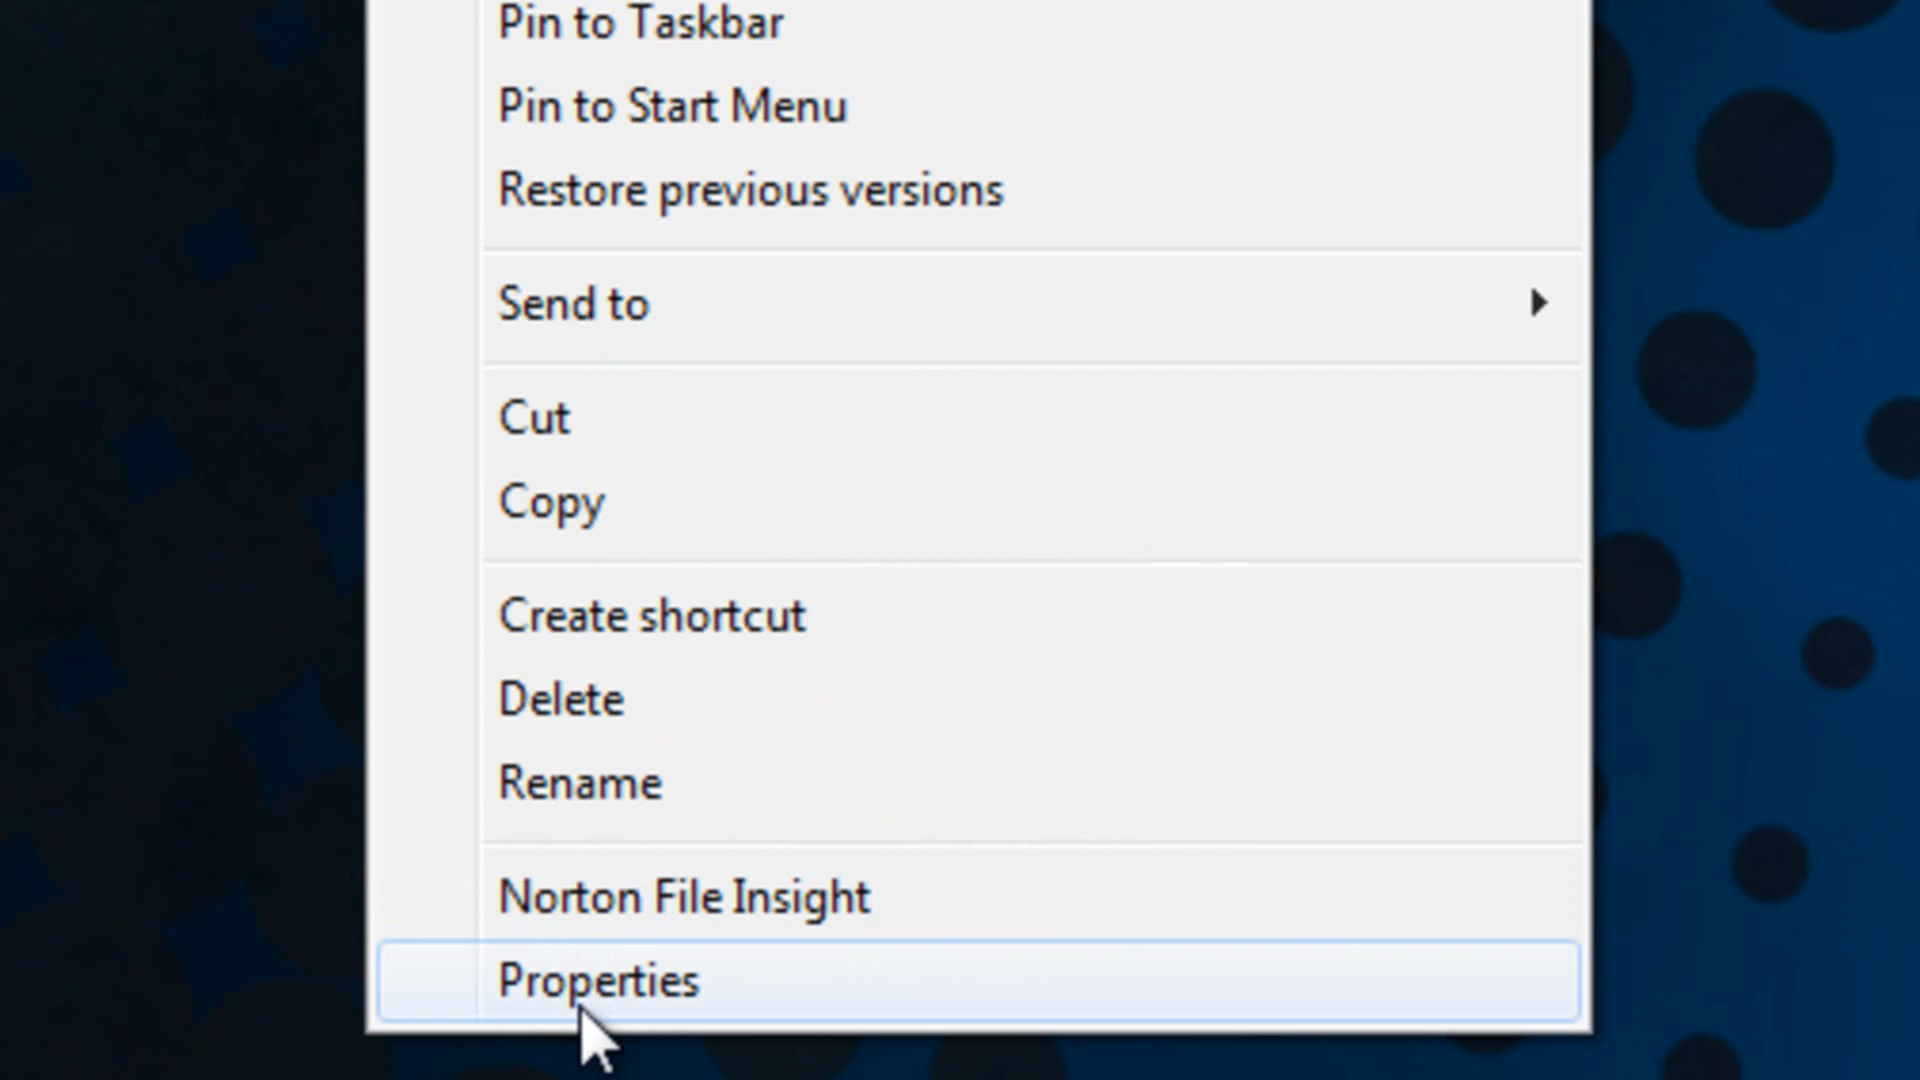 Pin to Taskbar
Pin to Start Menu
Restore previous versions
Send to
Cut
Copy
Create shortcut
Delete
Rename
Norton File Insight
Properties